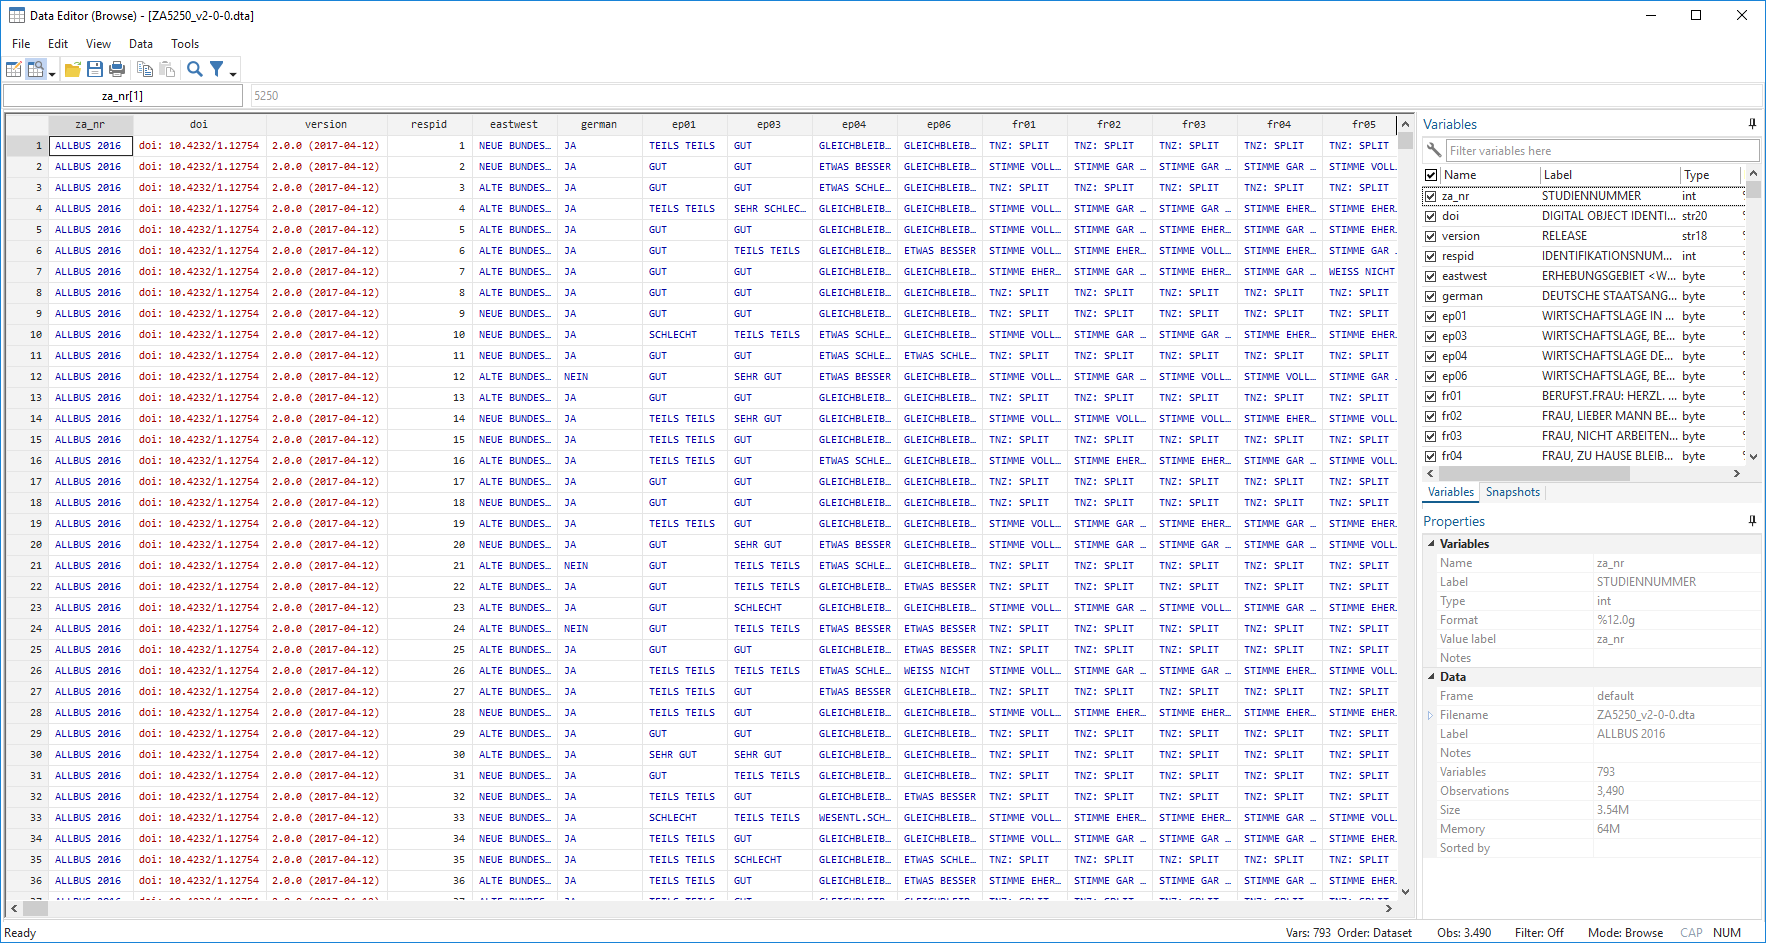 Data Editor (Browse) - [ZA5250_v2-0-0.dta]
File Edit View Data Tools
za_nr[1] 5250
za_nr doi version respid eastwest german ep01 ep03 ep04 ep06 fr01 fr02 fr03 fr04 fr05
1 ALLBUS 2016 doi: 10.4232/1.12754 2.0.0 (2017-04-12) 1 NEUE BUNDES… JA TEILS TEILS GUT GLEICHBLEIB… GLEICHBLEIB… TNZ: SPLIT TNZ: SPLIT TNZ: SPLIT TNZ: SPLIT TNZ: SPLIT
2 ALLBUS 2016 doi: 10.4232/1.12754 2.0.0 (2017-04-12) 2 NEUE BUNDES… JA GUT GUT ETWAS BESSER GLEICHBLEIB… STIMME VOLL… STIMME GAR … STIMME GAR … STIMME GAR … STIMME VOLL
3 ALLBUS 2016 doi: 10.4232/1.12754 2.0.0 (2017-04-12) 3 ALTE BUNDES… JA GUT GUT ETWAS SCHLE… GLEICHBLEIB… TNZ: SPLIT TNZ: SPLIT TNZ: SPLIT TNZ: SPLIT TNZ: SPLIT
4 ALLBUS 2016 doi: 10.4232/1.12754 2.0.0 (2017-04-12) 4 ALTE BUNDES… JA TEILS TEILS SEHR SCHLEC… GLEICHBLEIB… GLEICHBLEIB… STIMME VOLL… STIMME GAR … STIMME EHER… STIMME GAR … STIMME EHER
5 ALLBUS 2016 doi: 10.4232/1.12754 2.0.0 (2017-04-12) 5 ALTE BUNDES… JA GUT GUT GLEICHBLEIB… GLEICHBLEIB… STIMME VOLL… STIMME GAR … STIMME EHER… STIMME GAR … STIMME EHER
6 ALLBUS 2016 doi: 10.4232/1.12754 2.0.0 (2017-04-12) 6 ALTE BUNDES… JA GUT TEILS TEILS GLEICHBLEIB… ETWAS BESSER STIMME VOLL… STIMME EHER… STIMME VOLL… STIMME EHER… STIMME GAR
7 ALLBUS 2016 doi: 10.4232/1.12754 2.0.0 (2017-04-12) 7 ALTE BUNDES… JA GUT GUT GLEICHBLEIB… GLEICHBLEIB… STIMME EHER… STIMME GAR … STIMME EHER… STIMME GAR … WEISS NICHT
8 ALLBUS 2016 doi: 10.4232/1.12754 2.0.0 (2017-04-12) 8 ALTE BUNDES… JA GUT GUT GLEICHBLEIB… GLEICHBLEIB… TNZ: SPLIT TNZ: SPLIT TNZ: SPLIT TNZ: SPLIT TNZ: SPLIT
9 ALLBUS 2016 doi: 10.4232/1.12754 2.0.0 (2017-04-12) 9 NEUE BUNDES… JA GUT GUT GLEICHBLEIB… GLEICHBLEIB… TNZ: SPLIT TNZ: SPLIT TNZ: SPLIT TNZ: SPLIT TNZ: SPLIT
10 ALLBUS 2016 doi: 10.4232/1.12754 2.0.0 (2017-04-12) 10 ALTE BUNDES… JA SCHLECHT TEILS TEILS ETWAS SCHLE… GLEICHBLEIB… STIMME VOLL… STIMME GAR … STIMME GAR … STIMME EHER… STIMME EHER
11 ALLBUS 2016 doi: 10.4232/1.12754 2.0.0 (2017-04-12) 11 ALTE BUNDES… JA GUT GUT ETWAS SCHLE… ETWAS SCHLE… TNZ: SPLIT TNZ: SPLIT TNZ: SPLIT TNZ: SPLIT TNZ: SPLIT
12 ALLBUS 2016 doi: 10.4232/1.12754 2.0.0 (2017-04-12) 12 ALTE BUNDES… NEIN GUT SEHR GUT ETWAS BESSER GLEICHBLEIB… STIMME VOLL… STIMME GAR … STIMME VOLL… STIMME VOLL… STIMME GAR
13 ALLBUS 2016 doi: 10.4232/1.12754 2.0.0 (2017-04-12) 13 ALTE BUNDES… JA GUT GUT GLEICHBLEIB… GLEICHBLEIB… TNZ: SPLIT TNZ: SPLIT TNZ: SPLIT TNZ: SPLIT TNZ: SPLIT
14 ALLBUS 2016 doi: 10.4232/1.12754 2.0.0 (2017-04-12) 14 NEUE BUNDES… JA TEILS TEILS SEHR GUT GLEICHBLEIB… GLEICHBLEIB… STIMME VOLL… STIMME VOLL… STIMME VOLL… STIMME EHER… STIMME VOLL
15 ALLBUS 2016 doi: 10.4232/1.12754 2.0.0 (2017-04-12) 15 NEUE BUNDES… JA TEILS TEILS GUT GLEICHBLEIB… GLEICHBLEIB… TNZ: SPLIT TNZ: SPLIT TNZ: SPLIT TNZ: SPLIT TNZ: SPLIT
16 ALLBUS 2016 doi: 10.4232/1.12754 2.0.0 (2017-04-12) 16 ALTE BUNDES… JA TEILS TEILS GUT ETWAS SCHLE… GLEICHBLEIB… STIMME VOLL… STIMME EHER… STIMME EHER… STIMME GAR … STIMME VOLL
17 ALLBUS 2016 doi: 10.4232/1.12754 2.0.0 (2017-04-12) 17 ALTE BUNDES… JA GUT GUT GLEICHBLEIB… GLEICHBLEIB… TNZ: SPLIT TNZ: SPLIT TNZ: SPLIT TNZ: SPLIT TNZ: SPLIT
18 ALLBUS 2016 doi: 10.4232/1.12754 2.0.0 (2017-04-12) 18 NEUE BUNDES… JA GUT GUT GLEICHBLEIB… GLEICHBLEIB… TNZ: SPLIT TNZ: SPLIT TNZ: SPLIT TNZ: SPLIT TNZ: SPLIT
19 ALLBUS 2016 doi: 10.4232/1.12754 2.0.0 (2017-04-12) 19 ALTE BUNDES… JA TEILS TEILS GUT GLEICHBLEIB… GLEICHBLEIB… STIMME VOLL… STIMME GAR … STIMME EHER… STIMME GAR … STIMME EHER
20 ALLBUS 2016 doi: 10.4232/1.12754 2.0.0 (2017-04-12) 20 NEUE BUNDES… JA GUT SEHR GUT ETWAS BESSER GLEICHBLEIB… STIMME VOLL… STIMME GAR … STIMME GAR … STIMME GAR … STIMME VOLL
21 ALLBUS 2016 doi: 10.4232/1.12754 2.0.0 (2017-04-12) 21 ALTE BUNDES… NEIN GUT TEILS TEILS ETWAS SCHLE… GLEICHBLEIB… TNZ: SPLIT TNZ: SPLIT TNZ: SPLIT TNZ: SPLIT TNZ: SPLIT
22 ALLBUS 2016 doi: 10.4232/1.12754 2.0.0 (2017-04-12) 22 ALTE BUNDES… JA GUT TEILS TEILS GLEICHBLEIB… ETWAS BESSER TNZ: SPLIT TNZ: SPLIT TNZ: SPLIT TNZ: SPLIT TNZ: SPLIT
23 ALLBUS 2016 doi: 10.4232/1.12754 2.0.0 (2017-04-12) 23 ALTE BUNDES… JA GUT SCHLECHT GLEICHBLEIB… GLEICHBLEIB… STIMME VOLL… STIMME GAR … STIMME VOLL… STIMME GAR … STIMME EHER
24 ALLBUS 2016 doi: 10.4232/1.12754 2.0.0 (2017-04-12) 24 ALTE BUNDES… NEIN GUT TEILS TEILS ETWAS BESSER ETWAS BESSER TNZ: SPLIT TNZ: SPLIT TNZ: SPLIT TNZ: SPLIT TNZ: SPLIT
25 ALLBUS 2016 doi: 10.4232/1.12754 2.0.0 (2017-04-12) 25 ALTE BUNDES… JA GUT GUT GLEICHBLEIB… ETWAS BESSER TNZ: SPLIT TNZ: SPLIT TNZ: SPLIT TNZ: SPLIT TNZ: SPLIT
26 ALLBUS 2016 doi: 10.4232/1.12754 2.0.0 (2017-04-12) 26 ALTE BUNDES… JA TEILS TEILS TEILS TEILS ETWAS SCHLE… WEISS NICHT STIMME VOLL… STIMME GAR … STIMME GAR … STIMME EHER… STIMME VOLL
27 ALLBUS 2016 doi: 10.4232/1.12754 2.0.0 (2017-04-12) 27 ALTE BUNDES… JA TEILS TEILS GUT ETWAS BESSER GLEICHBLEIB… TNZ: SPLIT TNZ: SPLIT TNZ: SPLIT TNZ: SPLIT TNZ: SPLIT
28 ALLBUS 2016 doi: 10.4232/1.12754 2.0.0 (2017-04-12) 28 NEUE BUNDES… JA TEILS TEILS GUT GLEICHBLEIB… GLEICHBLEIB… STIMME VOLL… STIMME EHER… STIMME EHER… STIMME GAR … STIMME VOLL
29 ALLBUS 2016 doi: 10.4232/1.12754 2.0.0 (2017-04-12) 29 ALTE BUNDES… JA GUT GUT GLEICHBLEIB… GLEICHBLEIB… TNZ: SPLIT TNZ: SPLIT TNZ: SPLIT TNZ: SPLIT TNZ: SPLIT
30 ALLBUS 2016 doi: 10.4232/1.12754 2.0.0 (2017-04-12) 30 ALTE BUNDES… JA SEHR GUT SEHR GUT GLEICHBLEIB… GLEICHBLEIB… TNZ: SPLIT TNZ: SPLIT TNZ: SPLIT TNZ: SPLIT TNZ: SPLIT
31 ALLBUS 2016 doi: 10.4232/1.12754 2.0.0 (2017-04-12) 31 NEUE BUNDES… JA GUT TEILS TEILS GLEICHBLEIB… GLEICHBLEIB… TNZ: SPLIT TNZ: SPLIT TNZ: SPLIT TNZ: SPLIT TNZ: SPLIT
32 ALLBUS 2016 doi: 10.4232/1.12754 2.0.0 (2017-04-12) 32 NEUE BUNDES… JA TEILS TEILS GUT GLEICHBLEIB… ETWAS BESSER TNZ: SPLIT TNZ: SPLIT TNZ: SPLIT TNZ: SPLIT TNZ: SPLIT
33 ALLBUS 2016 doi: 10.4232/1.12754 2.0.0 (2017-04-12) 33 ALTE BUNDES… JA SCHLECHT TEILS TEILS WESENTL.SCH… GLEICHBLEIB… STIMME VOLL… STIMME EHER… STIMME EHER… STIMME GAR … STIMME VOLL
34 ALLBUS 2016 doi: 10.4232/1.12754 2.0.0 (2017-04-12) 34 NEUE BUNDES… JA TEILS TEILS GUT GLEICHBLEIB… GLEICHBLEIB… STIMME VOLL… STIMME GAR … STIMME GAR … STIMME GAR … STIMME EHER
35 ALLBUS 2016 doi: 10.4232/1.12754 2.0.0 (2017-04-12) 35 NEUE BUNDES… JA TEILS TEILS SCHLECHT GLEICHBLEIB… ETWAS SCHLE… TNZ: SPLIT TNZ: SPLIT TNZ: SPLIT TNZ: SPLIT TNZ: SPLIT
36 ALLBUS 2016 doi: 10.4232/1.12754 2.0.0 (2017-04-12) 36 ALTE BUNDES… JA TEILS TEILS GUT GLEICHBLEIB… ETWAS BESSER STIMME EHER… STIMME GAR … STIMME GAR … STIMME GAR … STIMME EHER
Variables
Filter variables here
Name Label Type
za_nr STUDIENNUMMER int
doi DIGITAL OBJECT IDENTI... str20
version RELEASE str18
respid IDENTIFIKATIONSNUM... int
eastwest ERHEBUNGSGEBIET <W... byte
german DEUTSCHE STAATSANG... byte
ep01 WIRTSCHAFTSLAGE IN ... byte
ep03 WIRTSCHAFTSLAGE, BE... byte
ep04 WIRTSCHAFTSLAGE DE... byte
ep06 WIRTSCHAFTSLAGE, BE... byte
fr01 BERUFST.FRAU: HERZL. ... byte
fr02 FRAU, LIEBER MANN BE... byte
fr03 FRAU, NICHT ARBEITEN... byte
fr04 FRAU, ZU HAUSE BLEIB... byte
Variables Snapshots
Properties
Variables
Name za_nr
Label STUDIENNUMMER
Type int
Format %12.0g
Value label za_nr
Notes
Data
Frame default
Filename ZA5250_v2-0-0.dta
Label ALLBUS 2016
Notes
Variables 793
Observations 3,490
Size 3.54M
Memory 64M
Sorted by
Ready Vars: 793 Order: Dataset Obs: 3.490 Filter: Off Mode: Browse CAP NUM